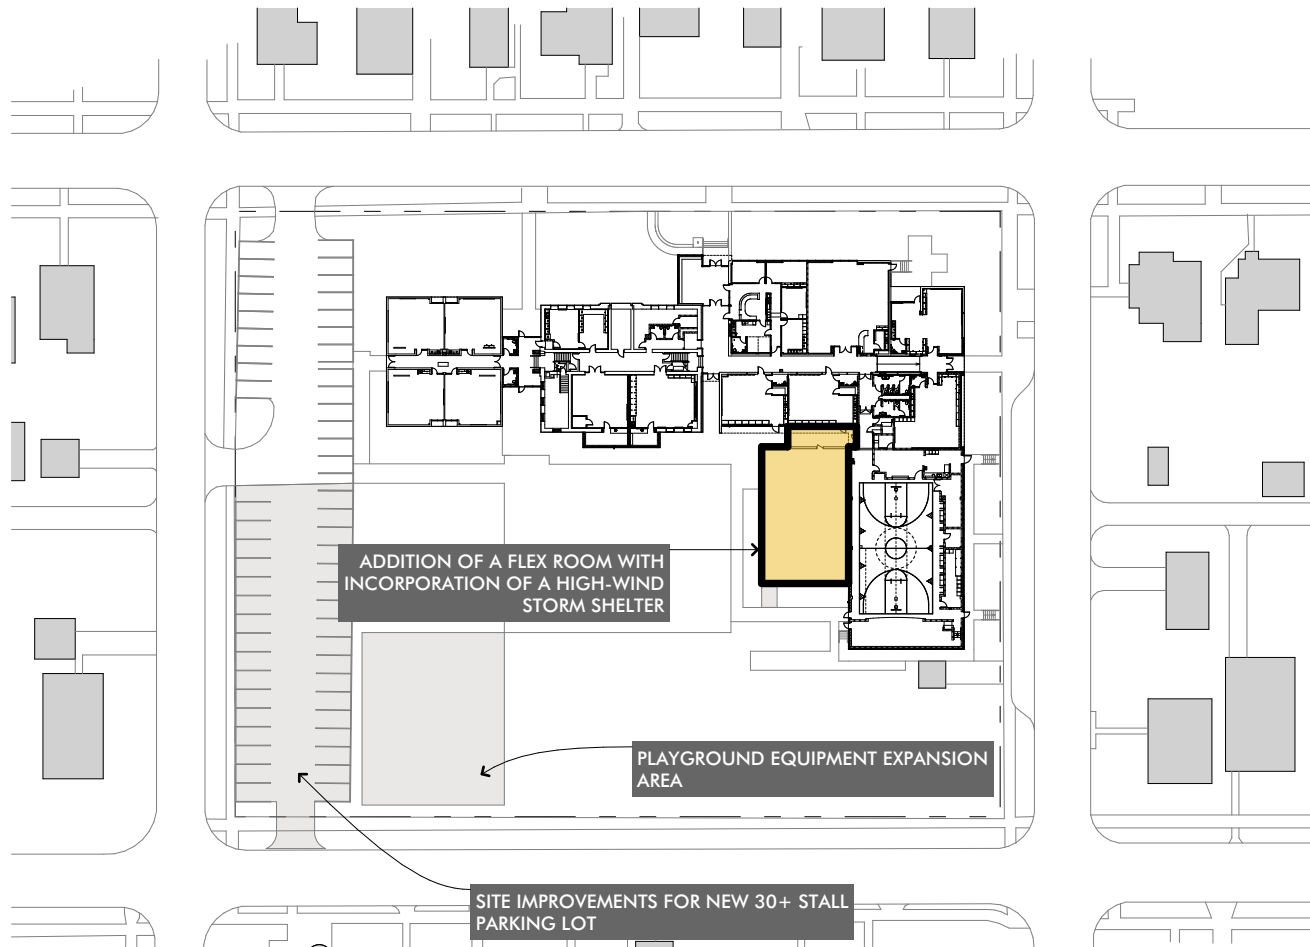 ADDITION OF A FLEX ROOM WITH
INCORPORATION OF A HIGH-WIND
STORM SHELTER
PLAYGROUND EQUIPMENT EXPANSION
AREA
SITE IMPROVEMENTS FOR NEW 30+ STALL
PARKING LOT